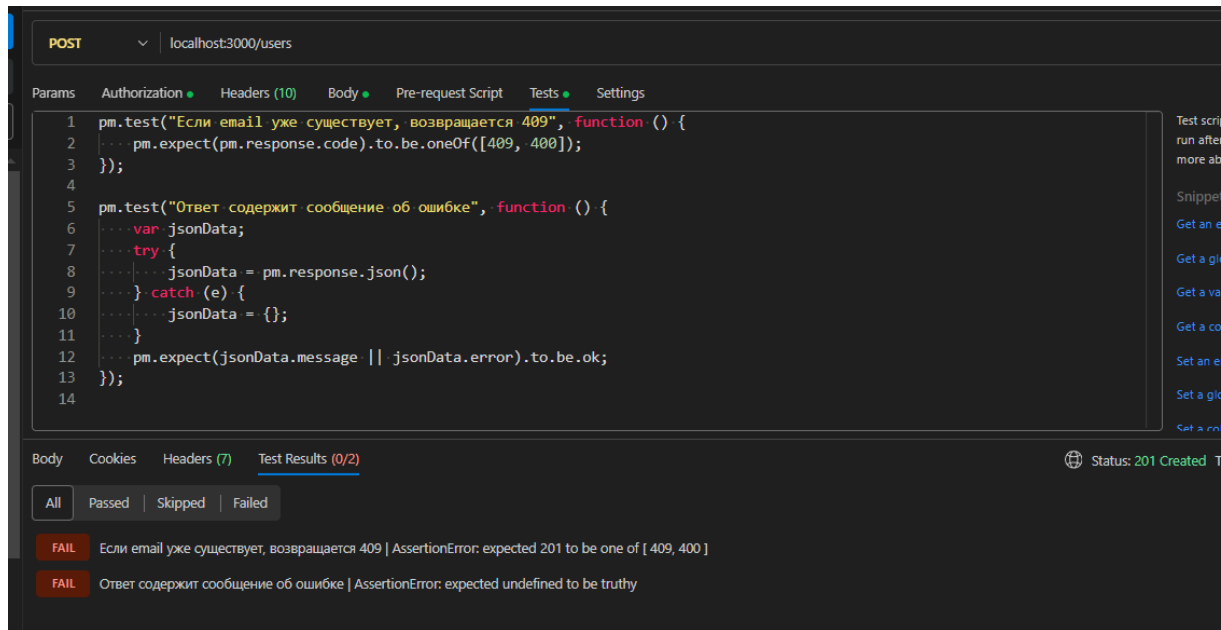 POST localhost:3000/users
Params Authorization Headers (10) Body Pre-request Script Tests Settings
1 pm.test("Если email уже существует, возвращается 409", function () {
2 pm.expect(pm.response.code).to.be.oneOf([409, 400]);
3 });
4
5 pm.test("Ответ содержит сообщение об ошибке", function () {
6 var jsonData;
7 try {
8 jsonData = pm.response.json();
9 } catch (e) {
10 jsonData = {};
11 }
12 pm.expect(jsonData.message || jsonData.error).to.be.ok;
13 });
14
Test scri
run after
more ab
Snippet
Get an e
Get a glo
Get a va
Get a co
Set an e
Set a glo
Set a co
Body Cookies Headers (7) Test Results (0/2) Status: 201 Created T
All Passed Skipped Failed
FAIL Если email уже существует, возвращается 409 | AssertionError: expected 201 to be one of [ 409, 400 ]
FAIL Ответ содержит сообщение об ошибке | AssertionError: expected undefined to be truthy